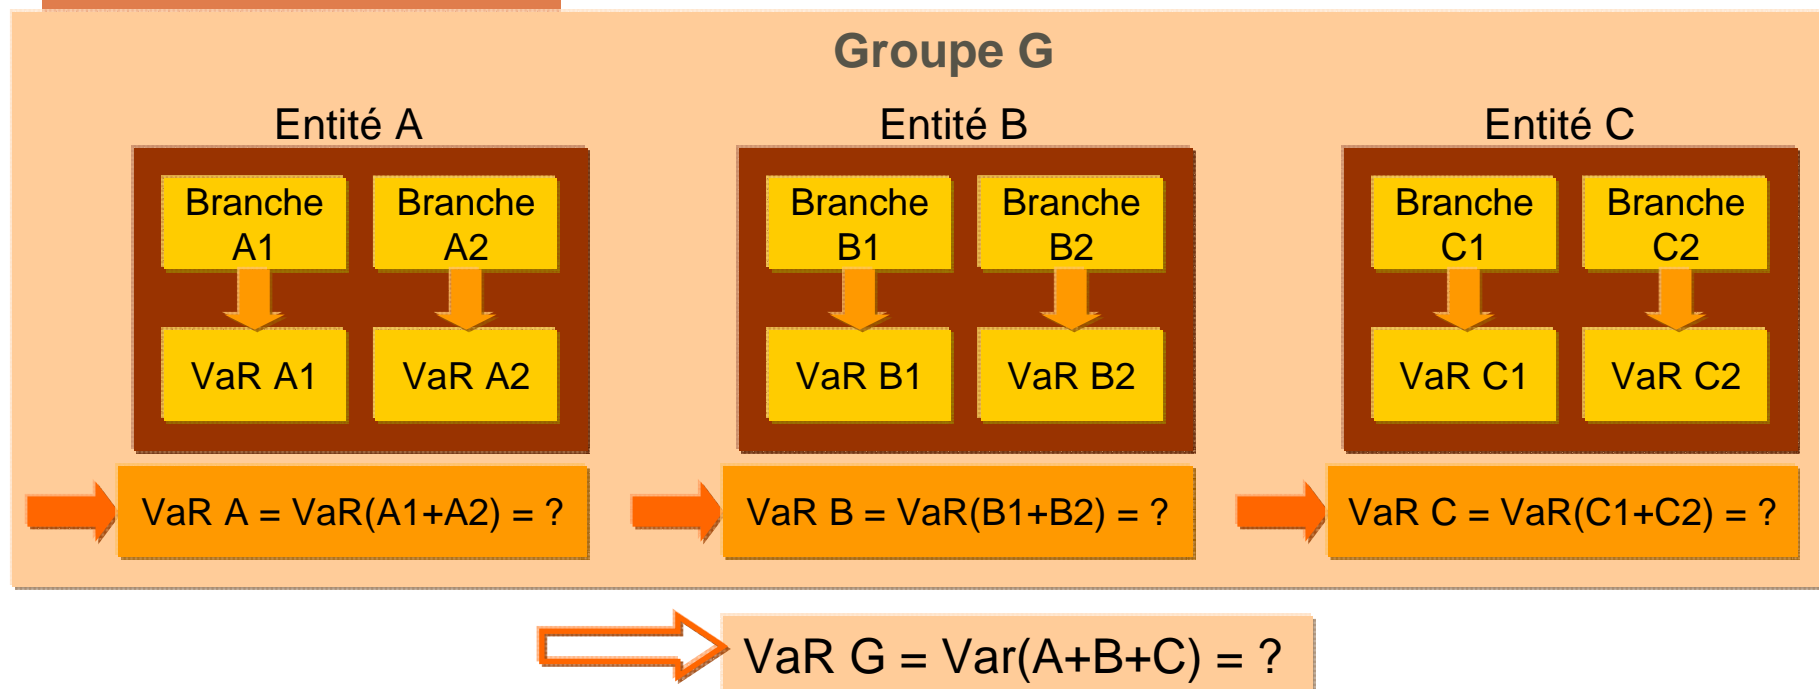 Groupe G
Entité A
Entité B
Entité C
Branche
A1
Branche
A2
Branche
B1
Branche
B2
Branche
C1
Branche
C2
VaR A1
VaR A2
VaR B1
VaR B2
VaR C1
VaR C2
VaR A = VaR(A1+A2) = ?
VaR B = VaR(B1+B2) = ?
VaR C = VaR(C1+C2) = ?
VaR G = Var(A+B+C) = ?